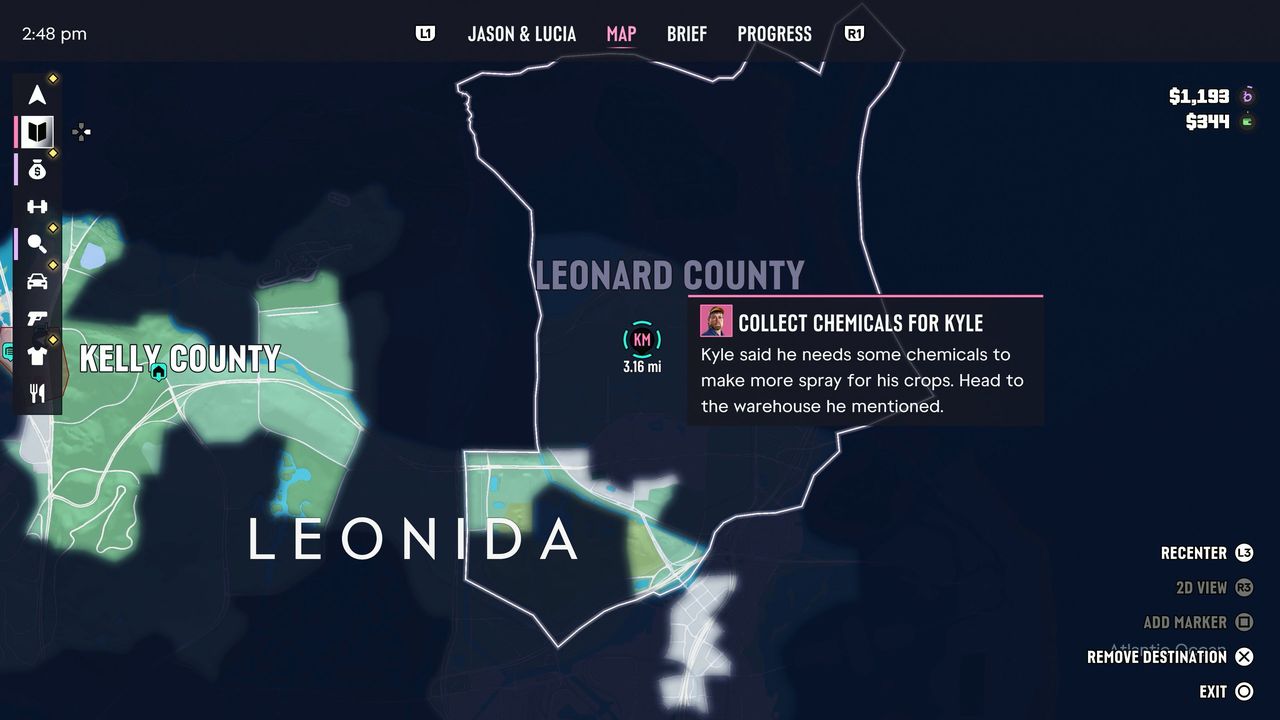 2:48 pm
L1 JASON & LUCIA MAP BRIEF PROGRESS R1
$1,193
$344
LEONARD COUNTY
COLLECT CHEMICALS FOR KYLE
Kyle said he needs some chemicals to
make more spray for his crops. Head to
the warehouse he mentioned.
KM
3.16 mi
KELLY COUNTY
LEONIDA
RECENTER L3
2D VIEW R3
ADD MARKER
Atlantic Ocean
REMOVE DESTINATION
EXIT